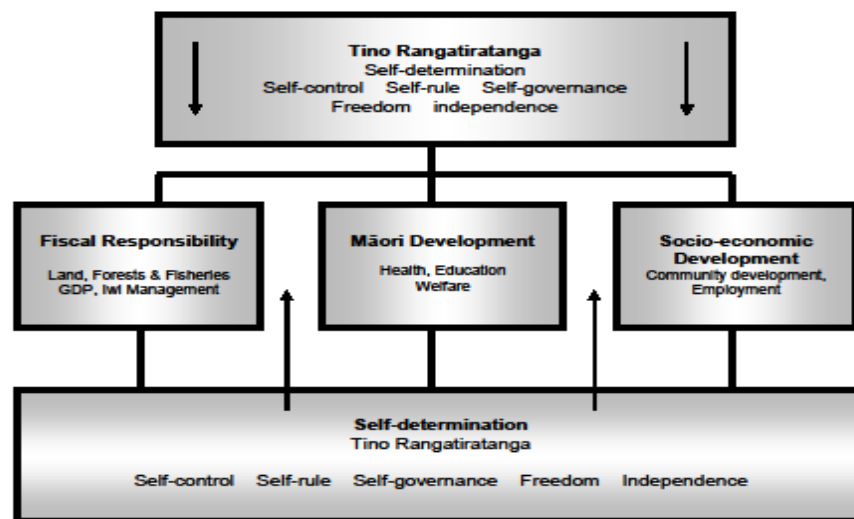 Tino Rangatiratanga
Self-determination
Self-control Self-rule Self-governance
Freedom independence
Fiscal Responsibility
Land, Forests & Fisheries
GDP, Iwi Management
Māori Development
Health, Education
Welfare
Socio-economic
Development
Community development,
Employment
Self-determination
Tino Rangatiratanga
Self-control Self-rule Self-governance Freedom Independence